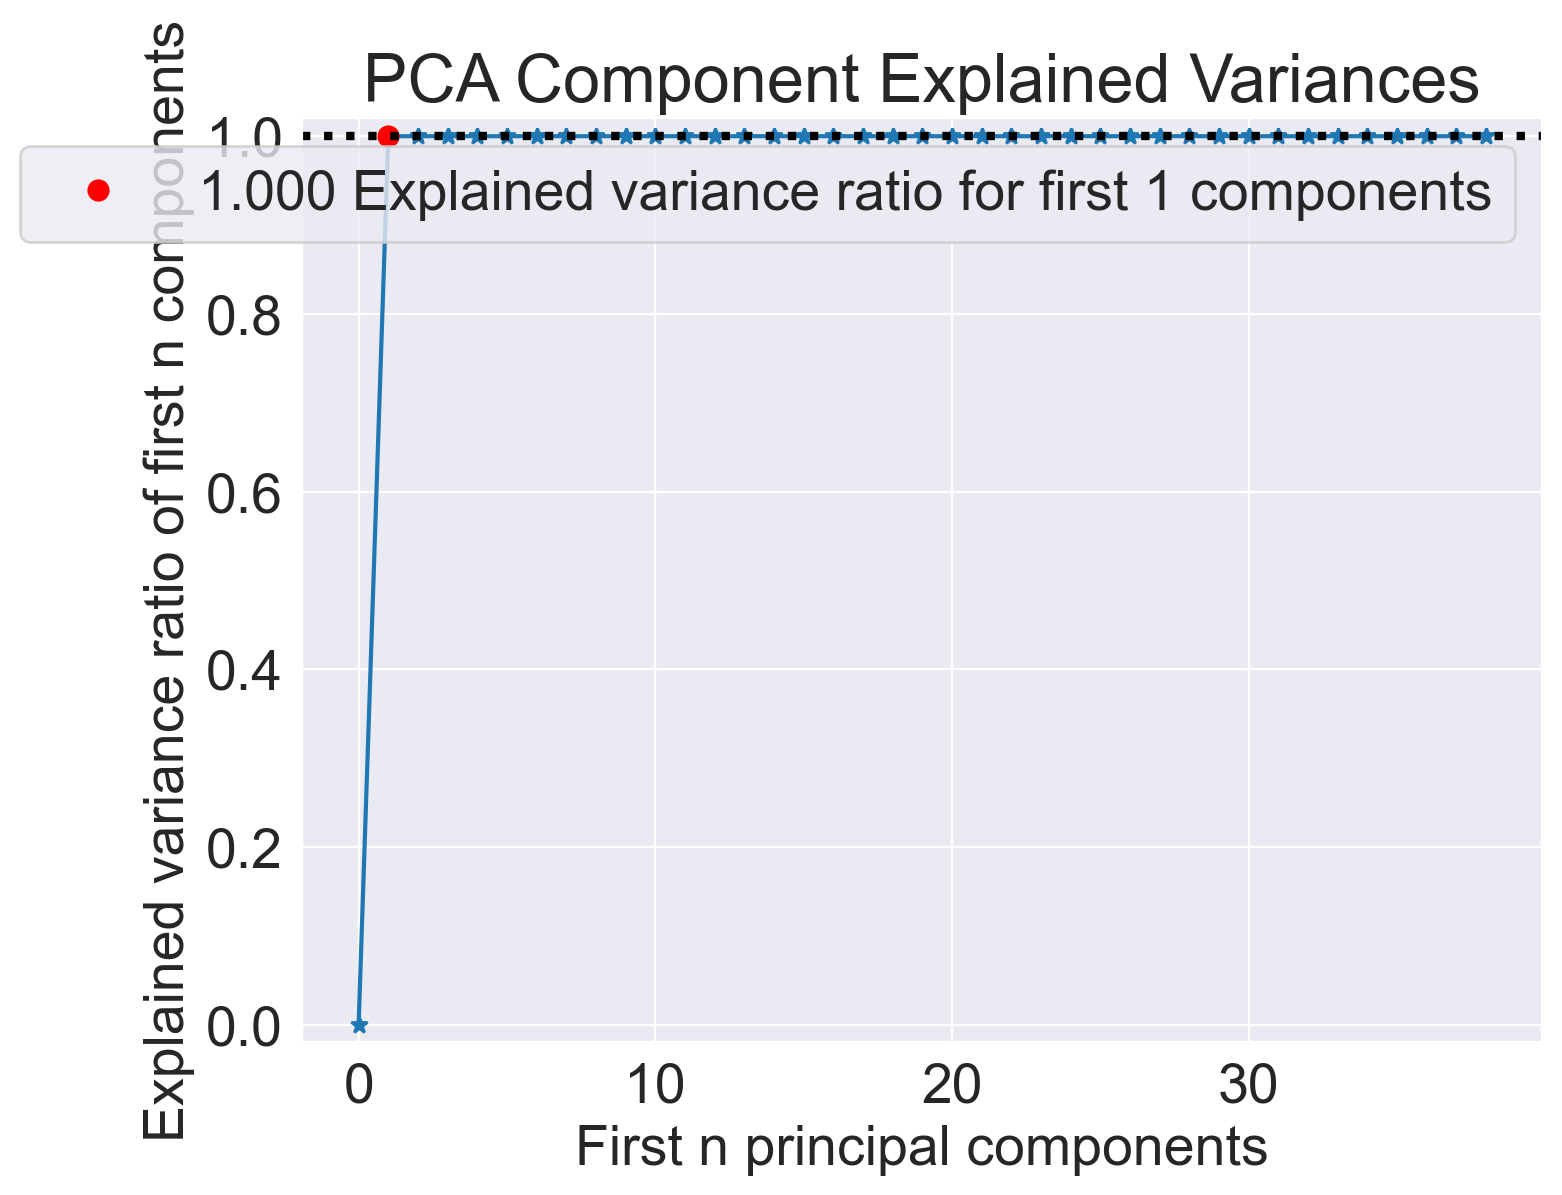 PCA Component Explained Variances
Explained variance ratio of first n components
1.0
1.000 Explained variance ratio for first 1 components
0.8
0.6
0.4
0.2
0.0
0 10 20 30
First n principal components